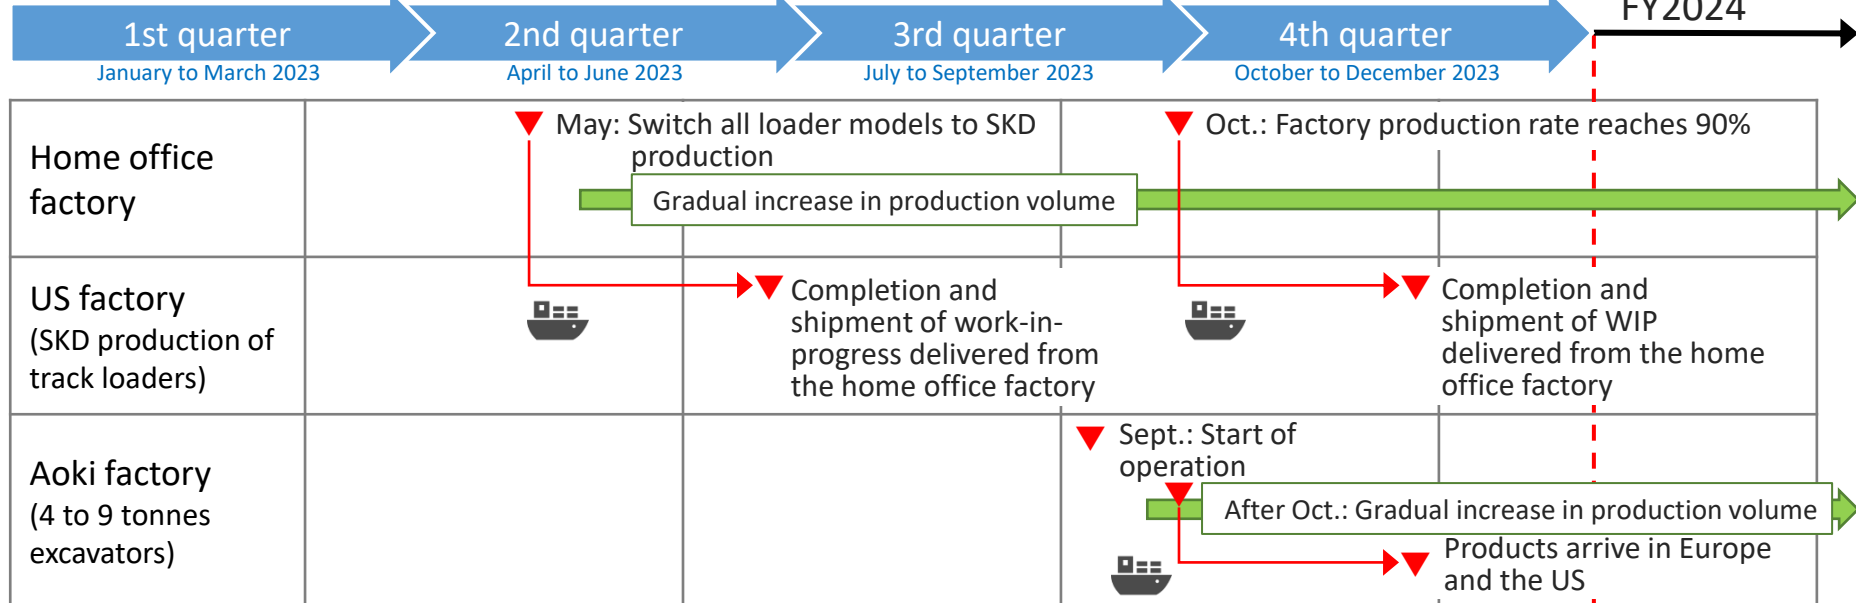 FY2024
1st quarter
January to March 2023
2nd quarter
April to June 2023
3rd quarter
July to September 2023
4th quarter
October to December 2023
Home office
factory
May: Switch all loader models to SKD
production
Oct.: Factory production rate reaches 90%
Gradual increase in production volume
US factory
(SKD production of
track loaders)
Completion and
shipment of work-in-
progress delivered from
the home office factory
Completion and
shipment of WIP
delivered from the home
office factory
Aoki factory
(4 to 9 tonnes
excavators)
Sept.: Start of
operation
After Oct.: Gradual increase in production volume
Products arrive in Europe
and the US